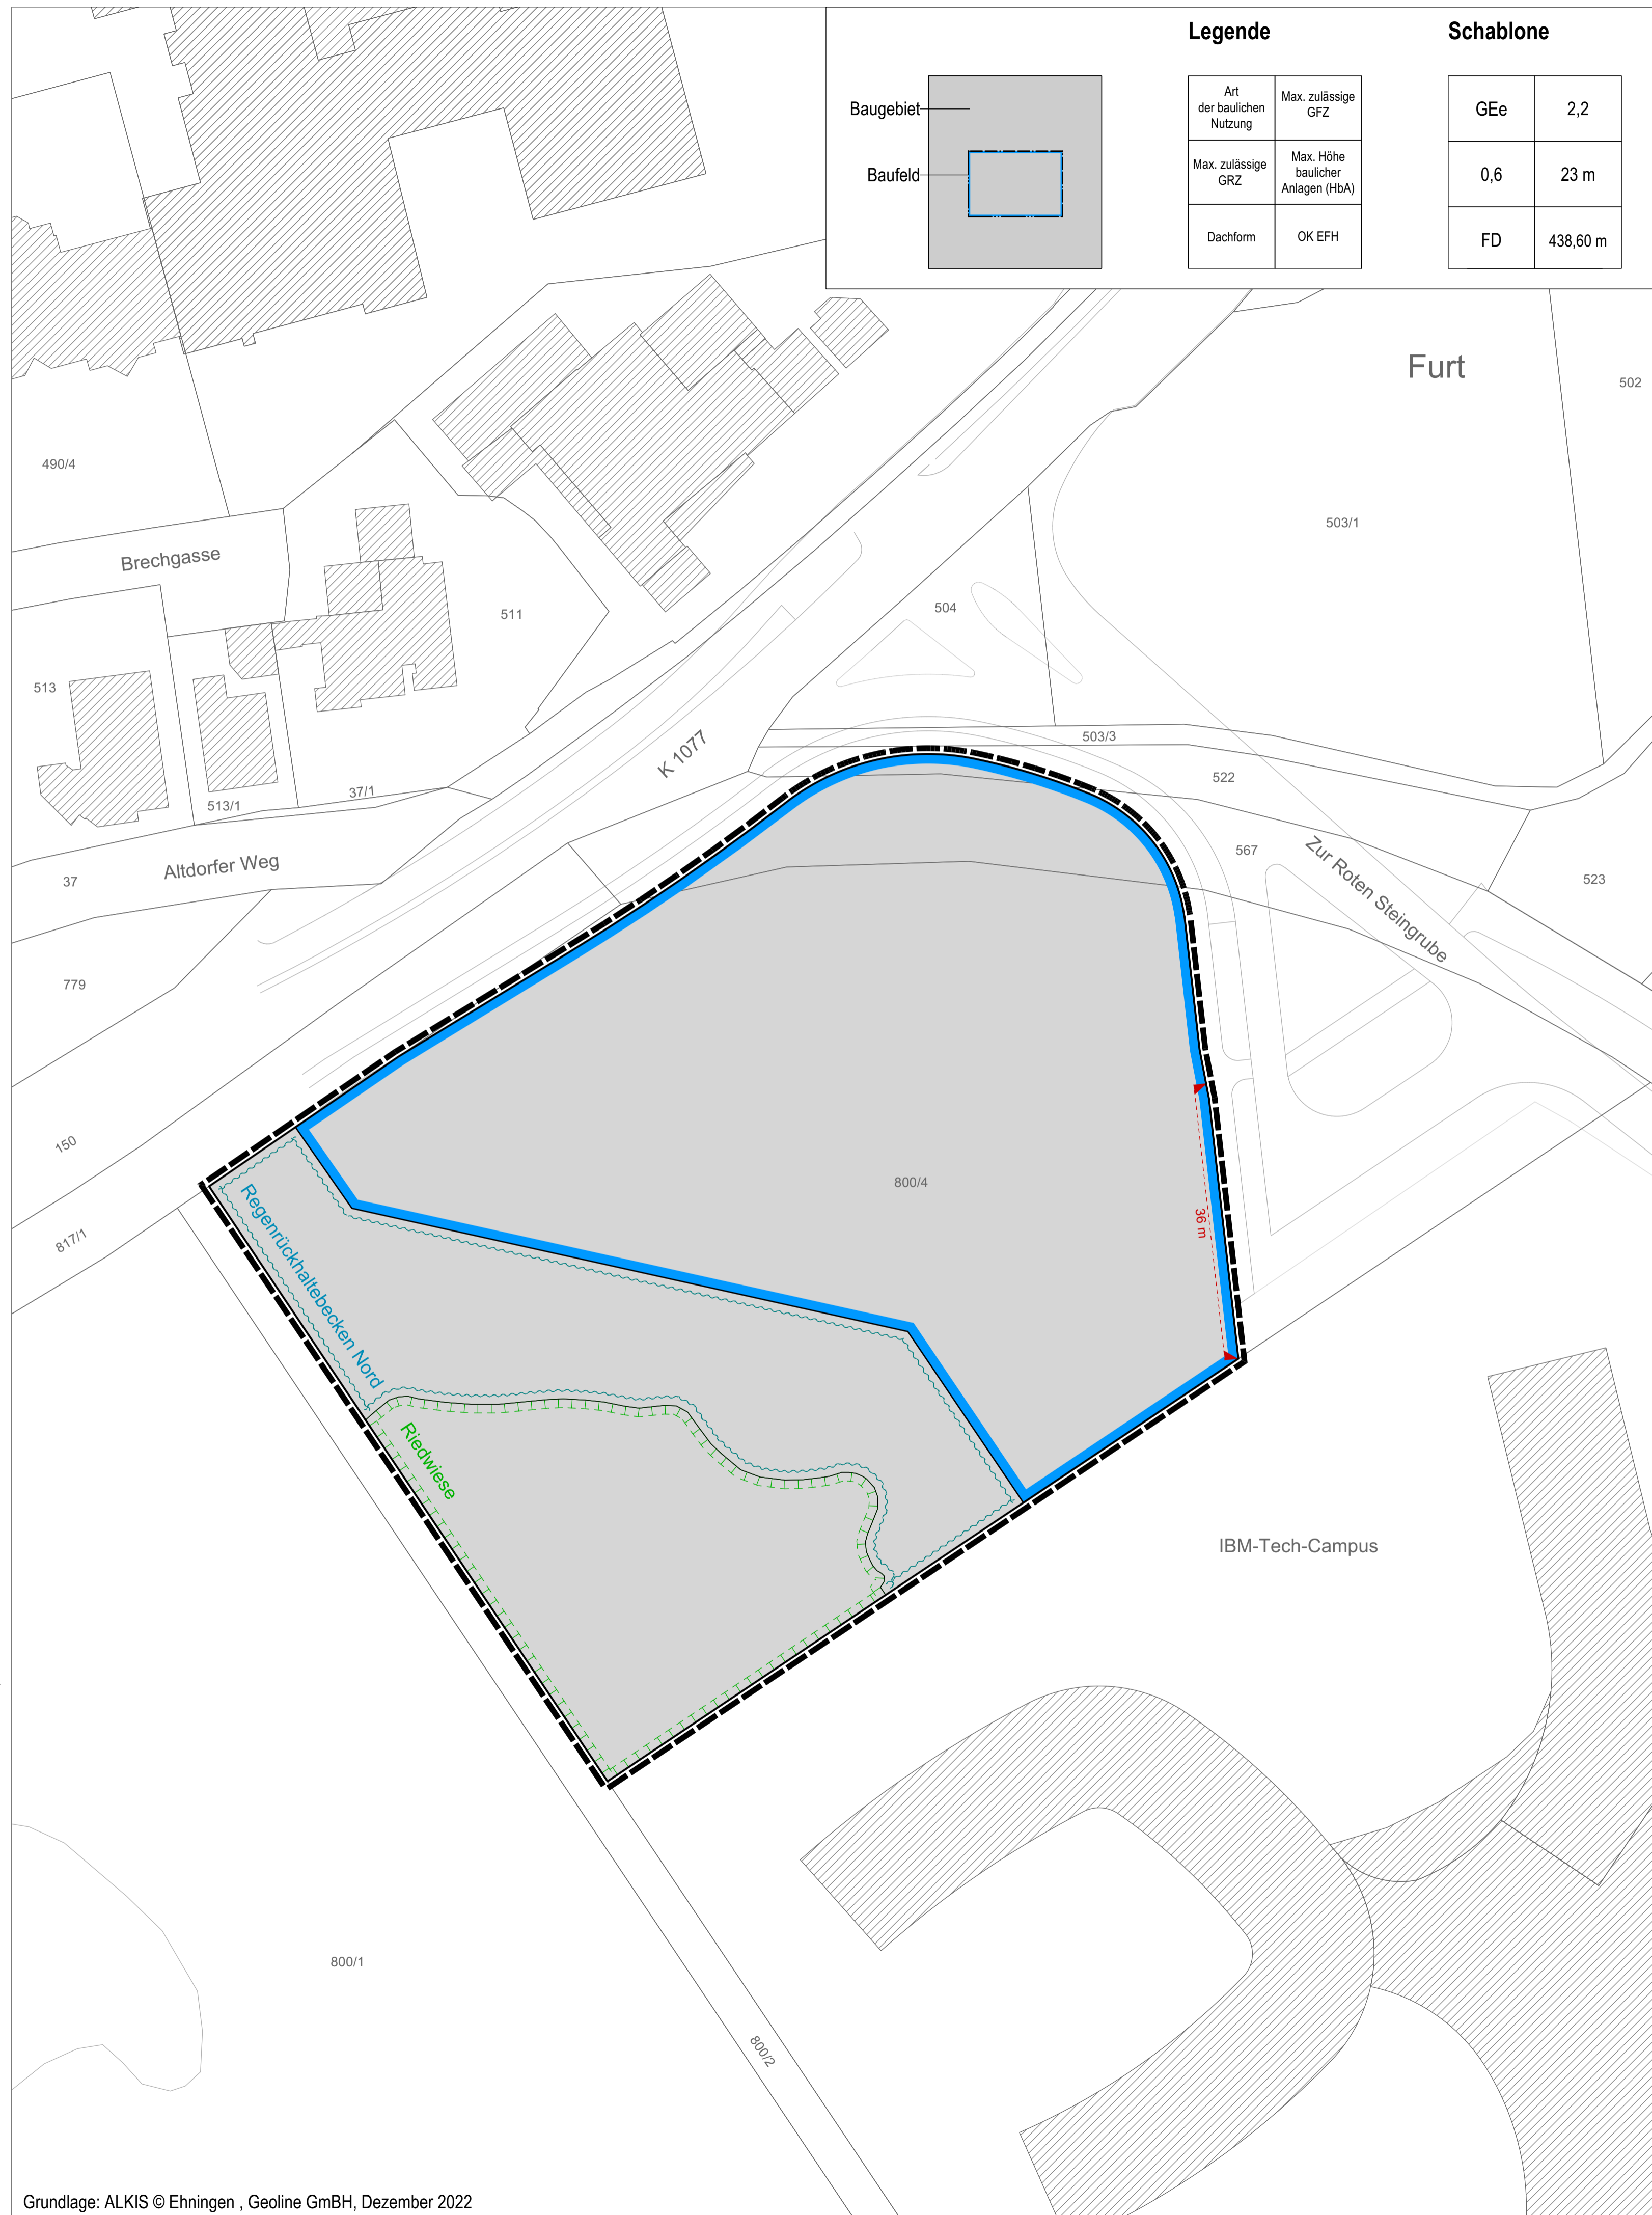 Legende
Schablone
Baugebiet
Baufeld
Art
der baulichen
Nutzung
Max. zulässige
GFZ
Max. zulässige
GRZ
Max. Höhe
baulicher
Anlagen (HbA)
Dachform
OK EFH
GEe
2,2
0,6
23 m
FD
438,60 m
Furt
502
490/4
503/1
Brechgasse
511
504
513
K 1077
503/3
522
37/1
513/1
567
Zur Roten Steingrube
Altdorfer Weg
37
523
779
150
800/4
36 m
817/1
Regenrückhaltebecken Nord
Riedwiese
IBM-Tech-Campus
800/1
800/2
Grundlage: ALKIS © Ehningen , Geoline GmBH, Dezember 2022